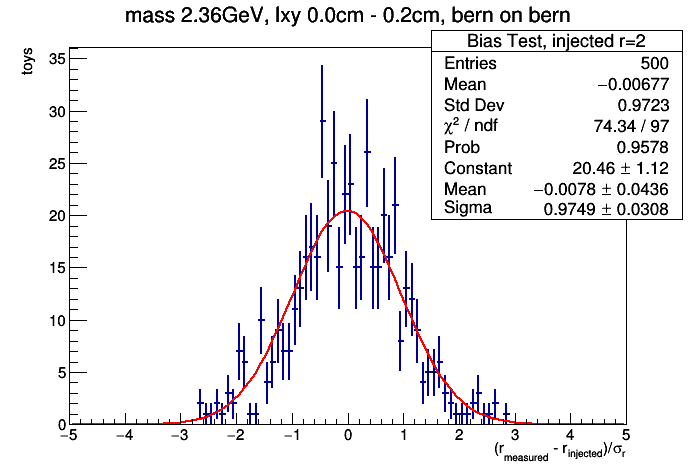 mass 2.36GeV, lxy 0.0cm - 0.2cm, bern on bern
Bias Test, injected r=2
Entries 500
Mean −0.00677
Std Dev 0.9723
χ² / ndf 74.34 / 97
Prob 0.9578
Constant 20.46 ± 1.12
Mean −0.0078 ± 0.0436
Sigma 0.9749 ± 0.0308
toys
35
30
25
20
15
10
5
0
−5 −4 −3 −2 −1 0 1 2 3 4 5
(r_measured - r_injected)/σ_r